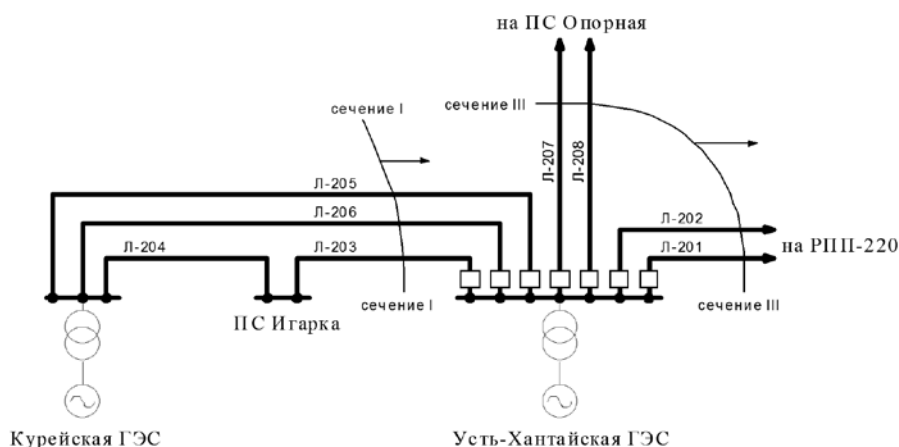 на ПС Опорная
сечение I
сечение III
Л-207
Л-208
Л-205
Л-206
Л-202
Л-204
Л-203
Л-201
на РПП-220
сечение I
сечение III
ПС Игарка
Курейская ГЭС
Усть-Хантайская ГЭС